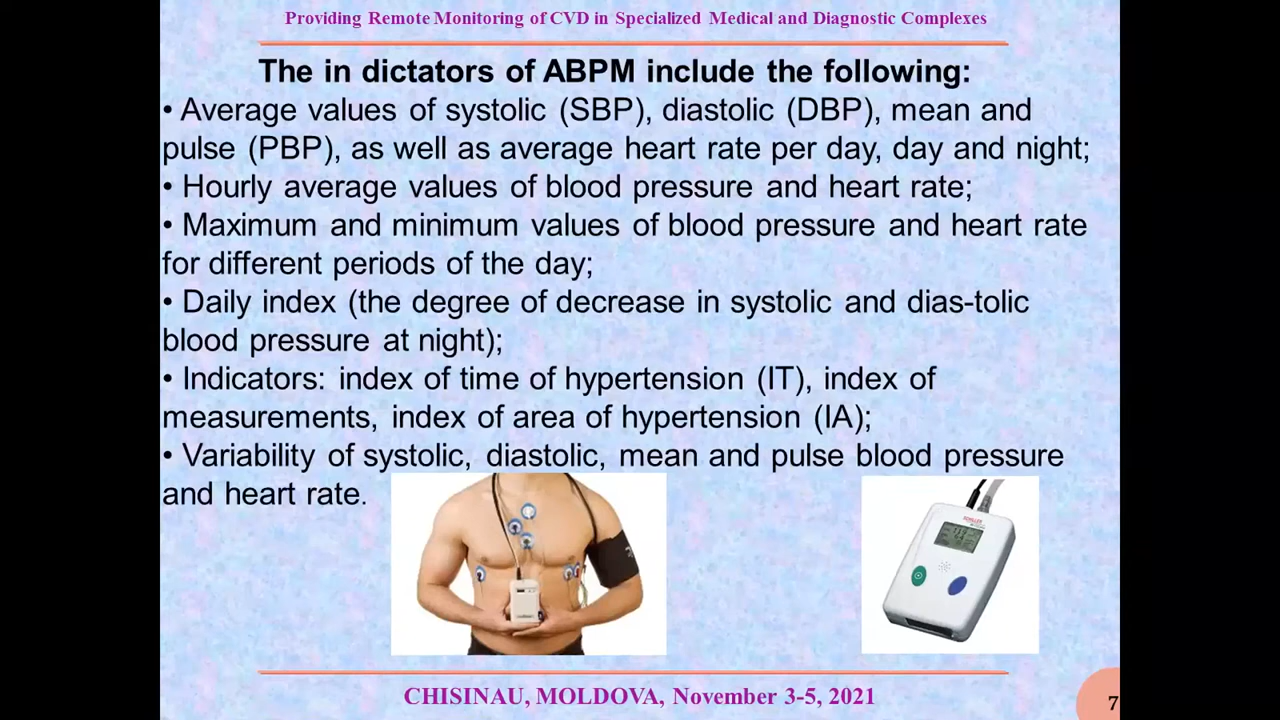 Providing Remote Monitoring of CVD in Specialized Medical and Diagnostic Complexes
The in dictators of ABPM include the following:
• Average values of systolic (SBP), diastolic (DBP), mean and
pulse (PBP), as well as average heart rate per day, day and night;
• Hourly average values of blood pressure and heart rate;
• Maximum and minimum values of blood pressure and heart rate
for different periods of the day;
• Daily index (the degree of decrease in systolic and dias-tolic
blood pressure at night);
• Indicators: index of time of hypertension (IT), index of
measurements, index of area of hypertension (IA);
• Variability of systolic, diastolic, mean and pulse blood pressure
and heart rate.
SCHILLER
CHISINAU, MOLDOVA, November 3-5, 2021
7